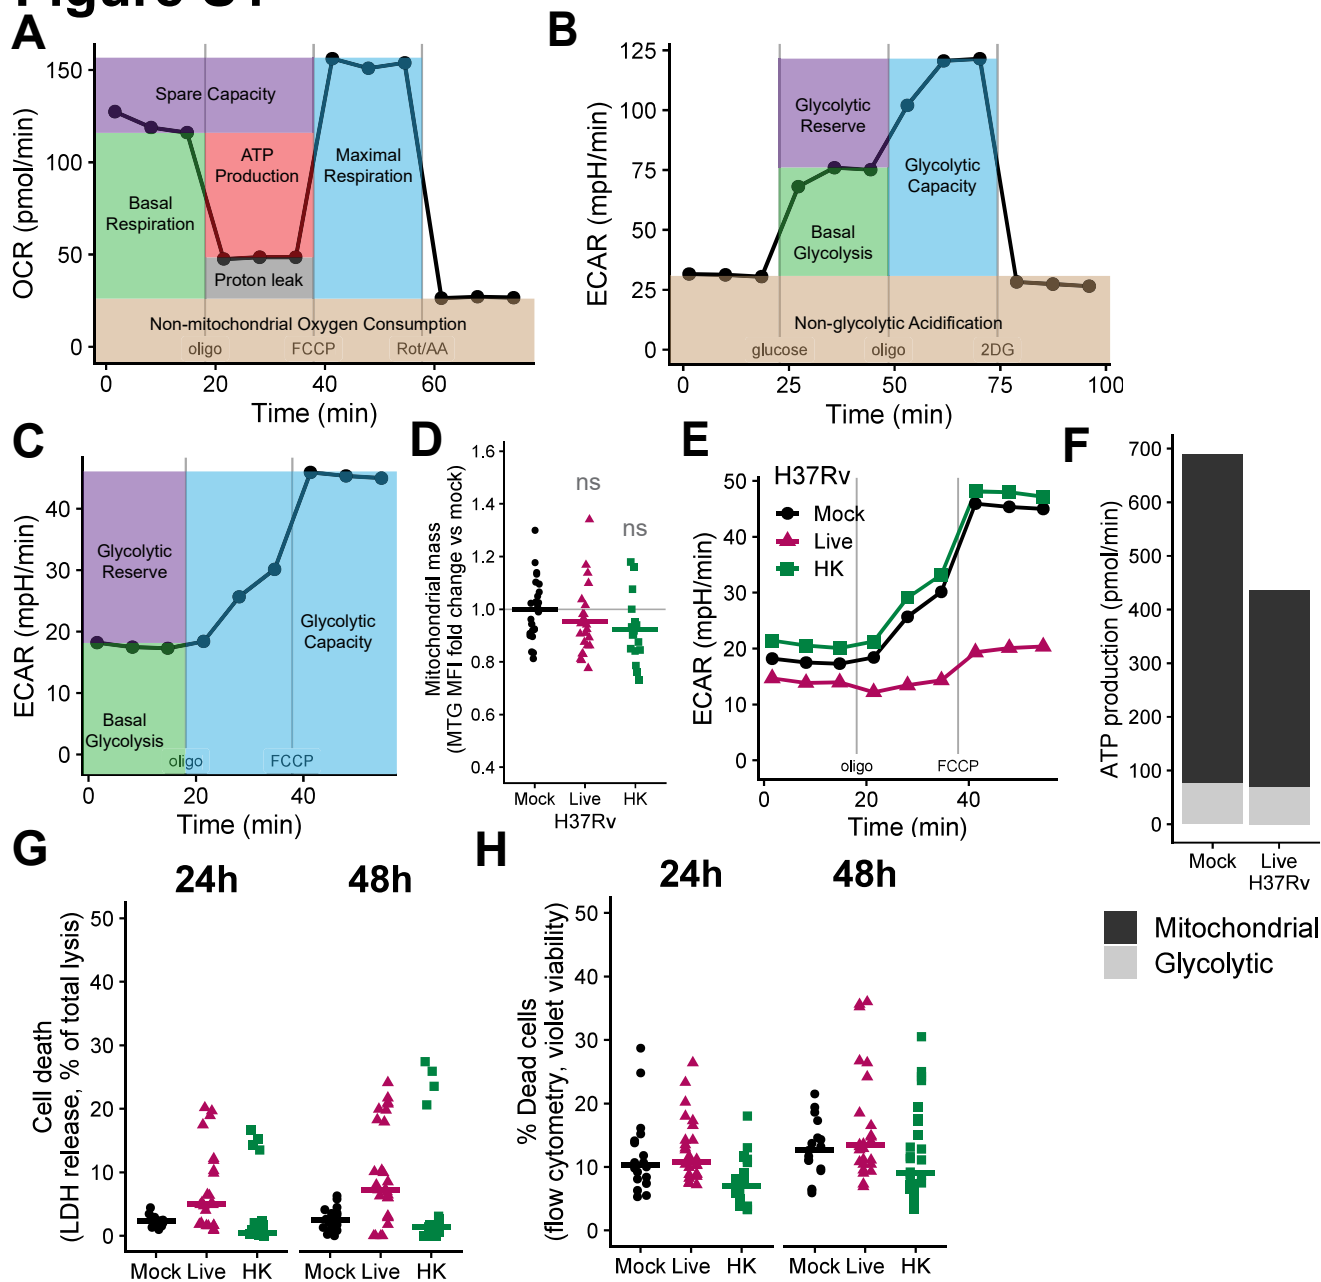 Figure S1
A
OCR (pmol/min)
150
100
50
0
Spare Capacity
ATP
Production
Maximal
Respiration
Basal
Respiration
Proton leak
Non-mitochondrial Oxygen Consumption
oligo
FCCP
Rot/AA
0
20
40
60
Time (min)
B
ECAR (mpH/min)
125
100
75
50
25
0
Glycolytic
Reserve
Glycolytic
Capacity
Basal
Glycolysis
Non-glycolytic Acidification
glucose
oligo
2DG
0
25
50
75
100
Time (min)
C
ECAR (mpH/min)
40
30
20
10
0
Glycolytic
Reserve
Glycolytic
Capacity
Basal
Glycolysis
oligo
FCCP
0
20
40
Time (min)
D
Mitochondrial mass
(MTG MFI fold change vs mock)
1.6
1.4
1.2
1.0
0.8
0.6
0.4
ns
ns
Mock
Live
HK
H37Rv
E
ECAR (mpH/min)
50
40
30
20
10
0
H37Rv
Mock
Live
HK
oligo
FCCP
0
20
40
Time (min)
F
ATP production (pmol/min)
700
600
500
400
300
200
100
0
Mock
Live
H37Rv
Mitochondrial
Glycolytic
G
24h
48h
Cell death
(LDH release, % of total lysis)
50
40
30
20
10
0
Mock Live HK
Mock Live HK
H
24h
48h
% Dead cells
(flow cytometry, violet viability)
50
40
30
20
10
0
Mock Live HK
Mock Live HK